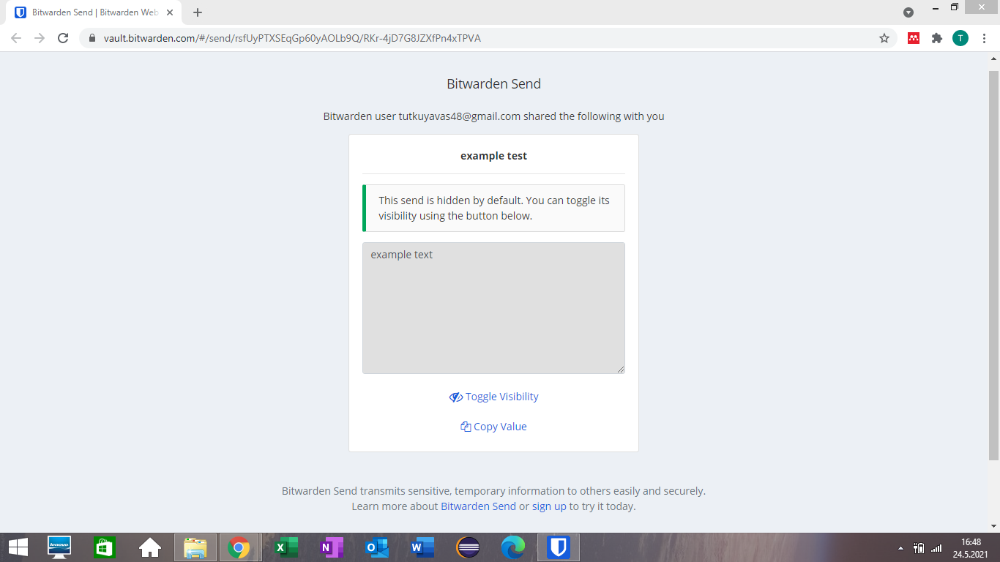 Bitwarden Send | Bitwarden Web
vault.bitwarden.com/#/send/rsfUyPTXSEqGp60yAOLb9Q/RKr-4jD7G8JZXfPn4xTPVA
T
Bitwarden Send
Bitwarden user tutkuyavas48@gmail.com shared the following with you
example test
This send is hidden by default. You can toggle its
visibility using the button below.
example text
Toggle Visibility
Copy Value
Bitwarden Send transmits sensitive, temporary information to others easily and securely.
Learn more about Bitwarden Send or sign up to try it today.
lenovo
16:48
24.5.2021